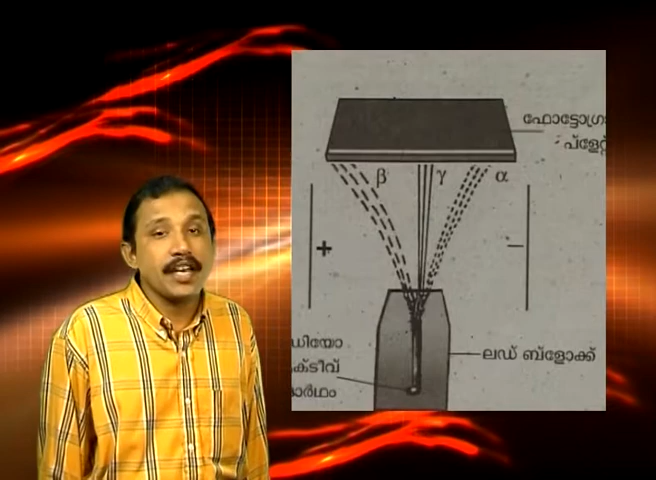 ഫോട്ടോഗ്രാ
പ്ളേറ്റ്
β γ α
+ −
ലഡ് ബ്ളോക്ക്
ഡിയോ
ക്ടീവ്
ാർഥം